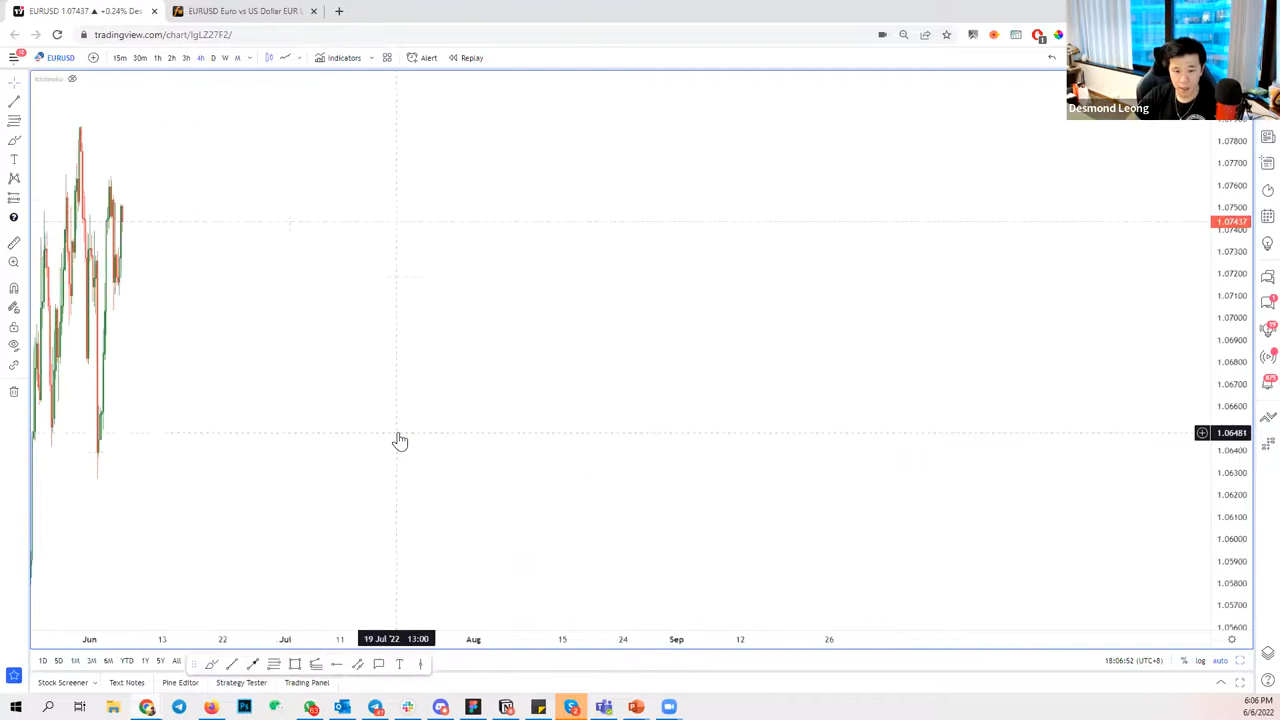 EURUSD 1.07437 ▲ +0.24% Des
EURUSD Euro vs US Dollar EUR U
tradingview.com/chart/IgLZ27F2/
12
EURUSD
15m 30m 1h 2h 3h 4h D W M
Indicators
Alert
Replay
Ichimoku
Desmond Leong
1.07800
1.07700
1.07600
1.07500
1.07437
1.07400
1.07300
1.07200
1.07100
1.07000
1.06900
1.06800
1.06700
1.06600
1.06481
1.06400
1.06300
1.06200
1.06100
1.06000
1.05900
1.05800
1.05700
1.05600
Jun 13 22 Jul 11 19 Jul '22 13:00 Aug 15 24 Sep 12 26
1D 5D 1M 3M 6M YTD 1Y 5Y All
18:06:52 (UTC+8) % log auto
Stock Screener Text Notes Pine Editor Strategy Tester Trading Panel
6:06 PM
6/6/2022